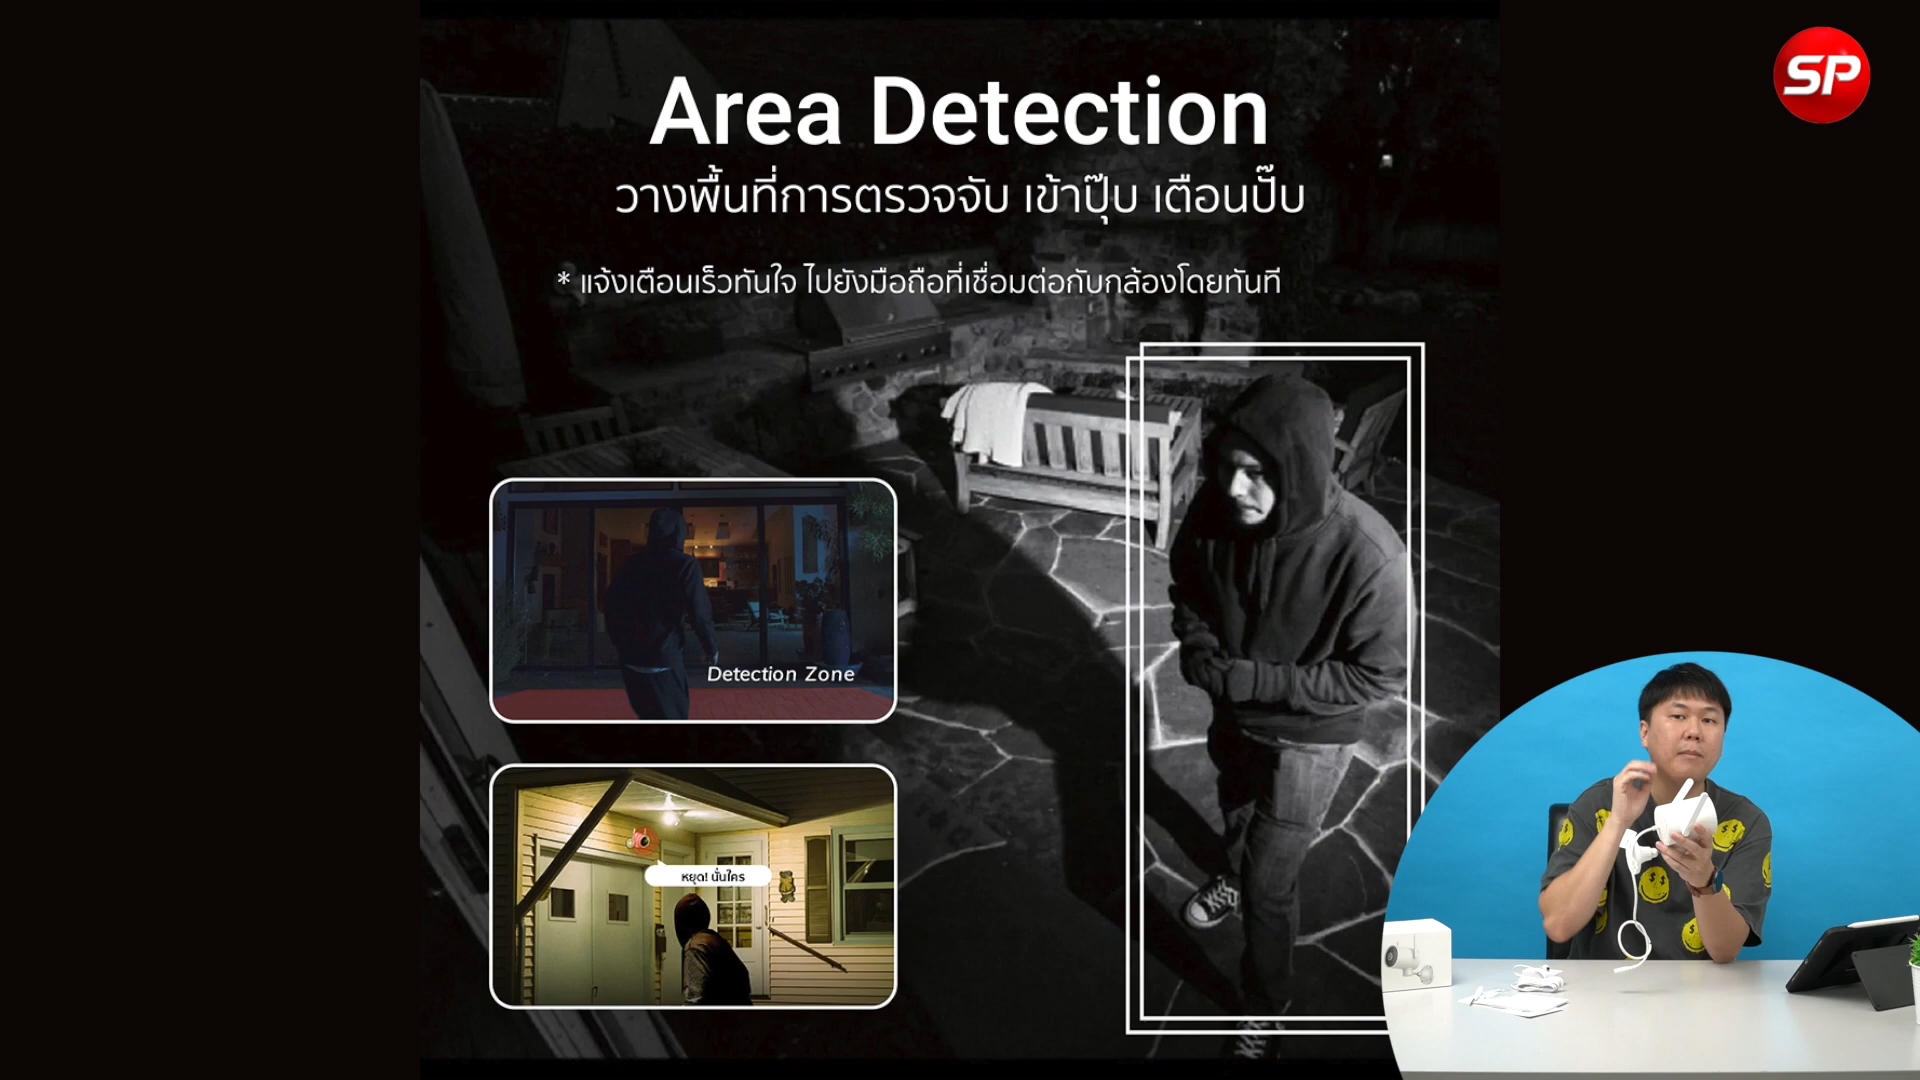 SP
Area Detection
วางพื้นที่การตรวจจับ เข้าปุ๊บ เตือนปั๊บ
* แจ้งเตือนเร็วทันใจ ไปยังมือถือที่เชื่อมต่อกับกล้องโดยทันที
Detection Zone
หยุด! นั่นใคร